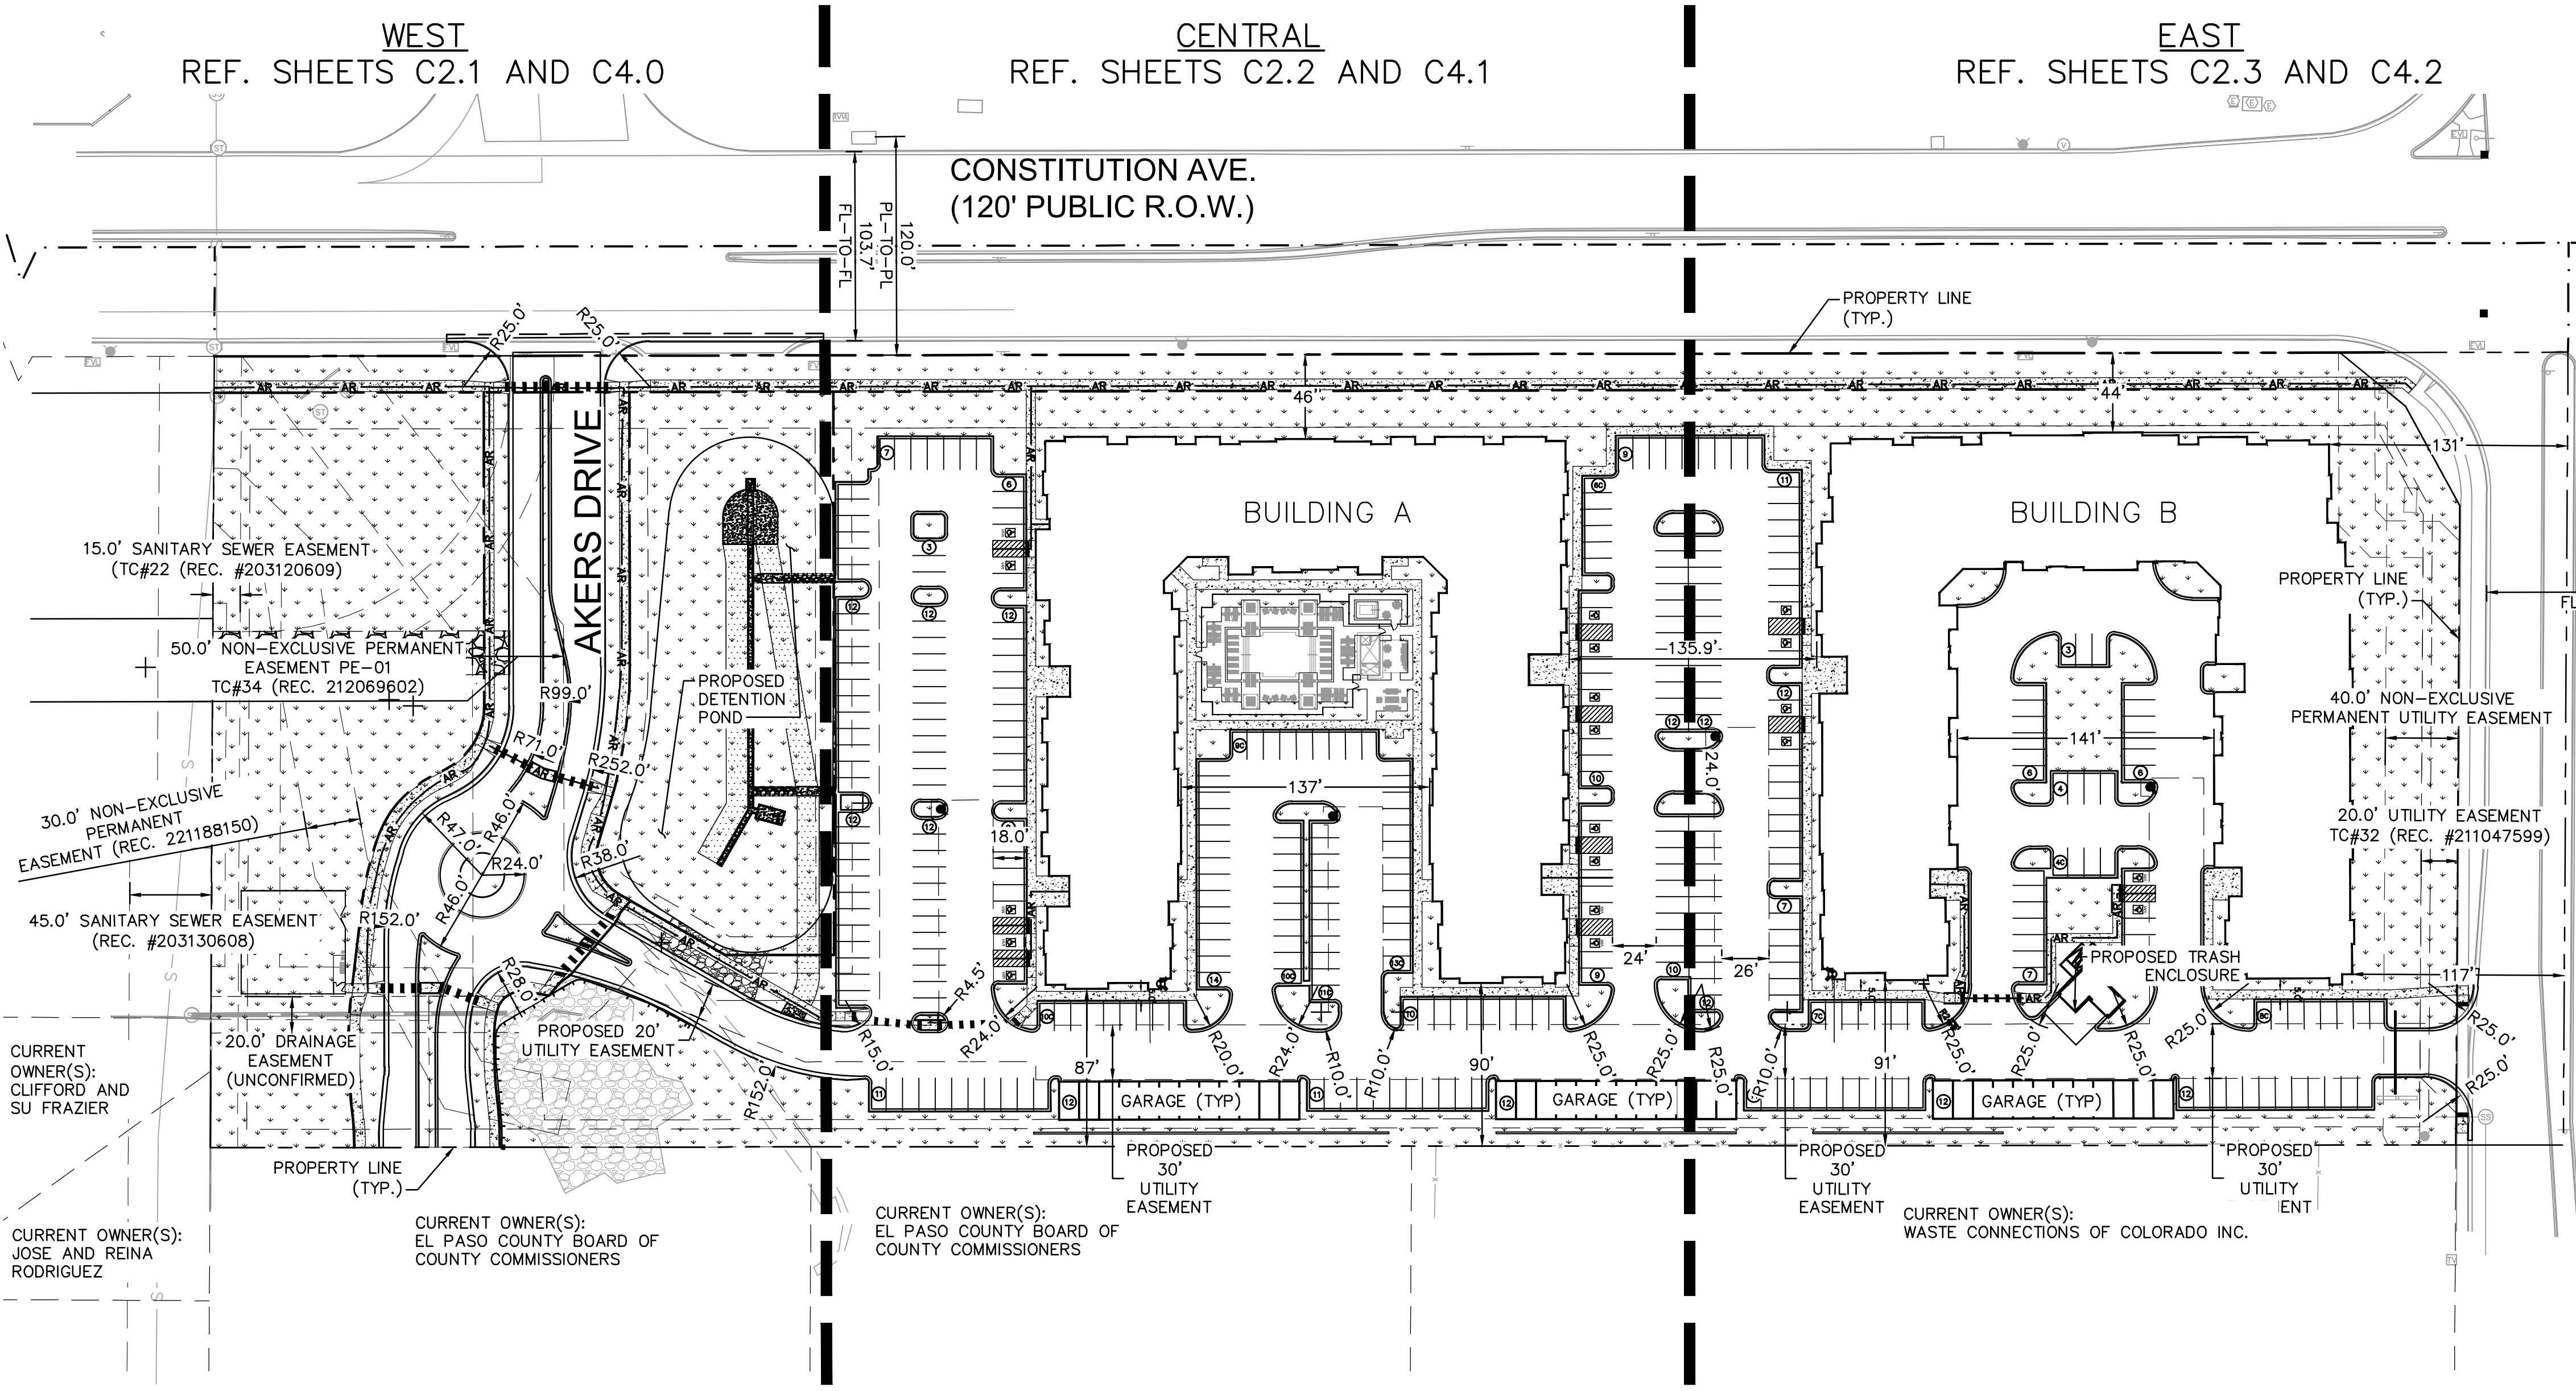 WEST
REF. SHEETS C2.1 AND C4.0
CENTRAL
REF. SHEETS C2.2 AND C4.1
EAST
REF. SHEETS C2.3 AND C4.2
CONSTITUTION AVE.
(120' PUBLIC R.O.W.)
120.0'
PL-TO-PL
103.7'
FL-TO-FL
PROPERTY LINE
(TYP.)
R25.0'
R25.0'
AKERS DRIVE
46'
44'
131'
BUILDING A
BUILDING B
15.0' SANITARY SEWER EASEMENT
(TC#22 (REC. #203120609)
50.0' NON-EXCLUSIVE PERMANENT
EASEMENT PE-01
TC#34 (REC. 212069602)
R99.0'
PROPOSED
DETENTION
POND
135.9'
PROPERTY LINE
(TYP.)
FL
40.0' NON-EXCLUSIVE
PERMANENT UTILITY EASEMENT
R71.0'
R252.0'
141'
24.0'
137'
30.0' NON-EXCLUSIVE
PERMANENT
EASEMENT (REC. 221188150)
R47.0'
R46.0'
R24.0'
R38.0'
R46.0'
18.0'
20.0' UTILITY EASEMENT
TC#32 (REC. #211047599)
45.0' SANITARY SEWER EASEMENT
(REC. #203130608)
R152.0'
R28.0'
R4.5'
24'
26'
PROPOSED TRASH
ENCLOSURE
117'
20.0' DRAINAGE
EASEMENT
(UNCONFIRMED)
PROPOSED 20'
UTILITY EASEMENT
R15.0'
R24.0'
87'
R20.0'
R24.0'
R10.0'
R10.0'
90'
R25.0'
R25.0'
R25.0'
R10.0'
91'
R25.0'
R25.0'
R25.0'
R25.0'
R25.0'
R25.0'
R152.0'
CURRENT
OWNER(S):
CLIFFORD AND
SU FRAZIER
GARAGE (TYP)
GARAGE (TYP)
GARAGE (TYP)
PROPERTY LINE
(TYP.)
PROPOSED
30'
UTILITY
EASEMENT
PROPOSED
30'
UTILITY
EASEMENT
PROPOSED
30'
UTILITY
ENT
CURRENT OWNER(S):
JOSE AND REINA
RODRIGUEZ
CURRENT OWNER(S):
EL PASO COUNTY BOARD OF
COUNTY COMMISSIONERS
CURRENT OWNER(S):
EL PASO COUNTY BOARD OF
COUNTY COMMISSIONERS
CURRENT OWNER(S):
WASTE CONNECTIONS OF COLORADO INC.